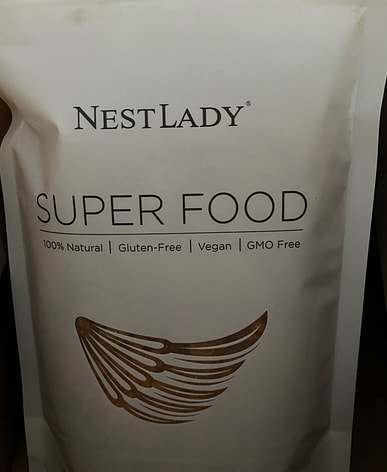 NESTLADY®
SUPER FOOD
100% Natural | Gluten-Free | Vegan | GMO Free